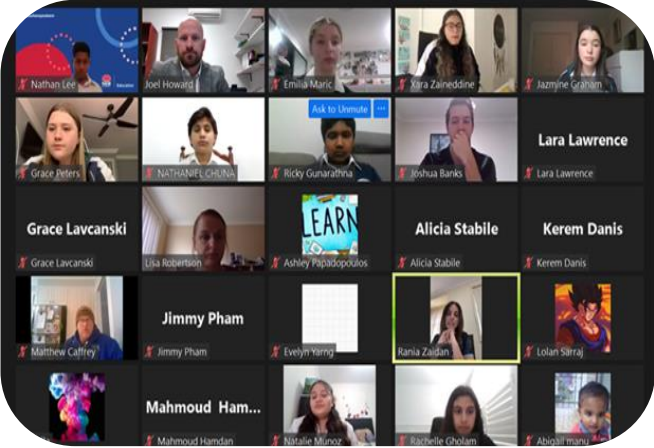 Nathan Lee
Joel Howard
Emilia Maric
Xara Zaineddine
Jazmine Graham
Ask to Unmute ...
Grace Peters
NATHANIEL CHUNA
Ricky Gunarathna
Joshua Banks
Lara Lawrence
Lara Lawrence
Grace Lavcanski
Grace Lavcanski
Lisa Robertson
LEARN
Ashley Papadopoulos
Alicia Stabile
Alicia Stabile
Kerem Danis
Kerem Danis
Matthew Caffrey
Jimmy Pham
Jimmy Pham
Evelyn Yarng
Rania Zaidan
Lolan Sarraj
Mahmoud Ham...
Mahmoud Hamdan
Natalie Munoz
Rachelle Gholam
Abigail manu